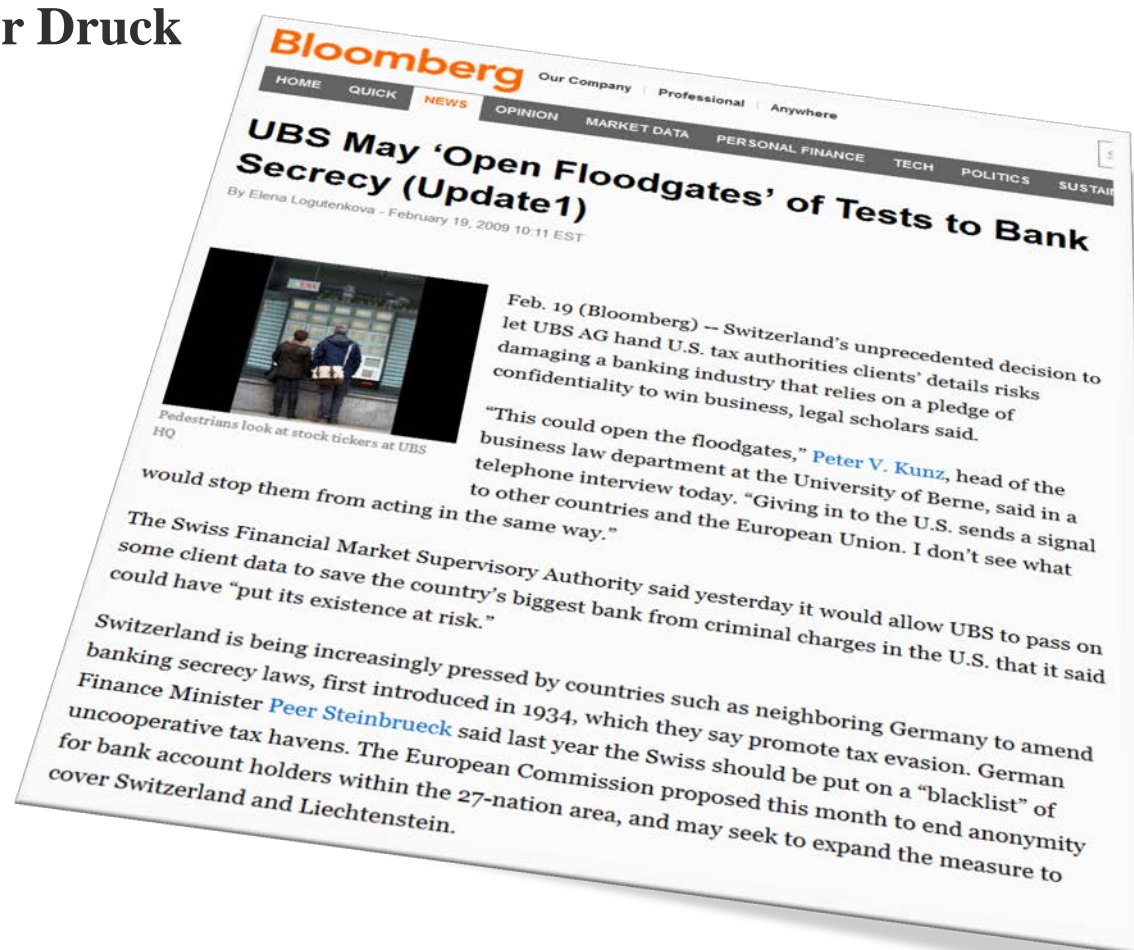 r Druck
Bloomberg
Our Company Professional Anywhere
HOME QUICK NEWS OPINION MARKET DATA PERSONAL FINANCE TECH POLITICS SUSTAI
UBS May ‘Open Floodgates’ of Tests to Bank
Secrecy (Update1)
By Elena Logutenkova - February 19, 2009 10:11 EST
Feb. 19 (Bloomberg) -- Switzerland’s unprecedented decision to
let UBS AG hand U.S. tax authorities clients’ details risks
damaging a banking industry that relies on a pledge of
confidentiality to win business, legal scholars said.
Pedestrians look at stock tickers at UBS
HQ
“This could open the floodgates,” Peter V. Kunz, head of the
business law department at the University of Berne, said in a
telephone interview today. “Giving in to the U.S. sends a signal
to other countries and the European Union. I don’t see what
would stop them from acting in the same way.”
The Swiss Financial Market Supervisory Authority said yesterday it would allow UBS to pass on
some client data to save the country’s biggest bank from criminal charges in the U.S. that it said
could have “put its existence at risk.”
Switzerland is being increasingly pressed by countries such as neighboring Germany to amend
banking secrecy laws, first introduced in 1934, which they say promote tax evasion. German
Finance Minister Peer Steinbrueck said last year the Swiss should be put on a “blacklist” of
uncooperative tax havens. The European Commission proposed this month to end anonymity
for bank account holders within the 27-nation area, and may seek to expand the measure to
cover Switzerland and Liechtenstein.